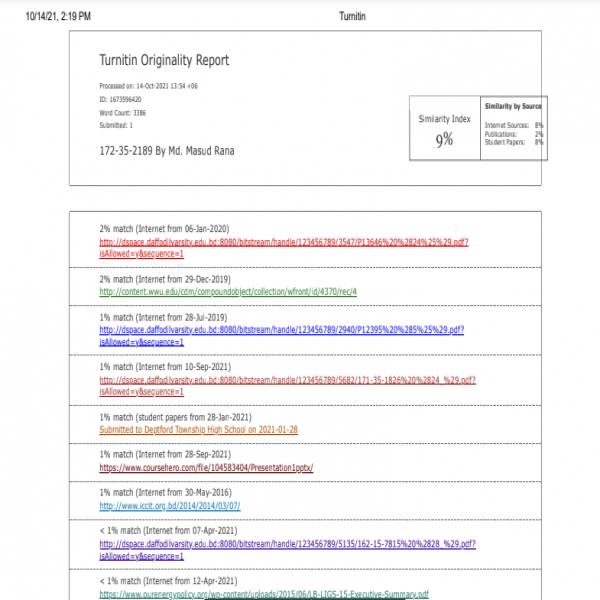 10/14/21, 2:19 PM Turnitin
Turnitin Originality Report
Processed on: 14-Oct-2021 13:54 +06
ID: 1673596420
Word Count: 3386
Submitted: 1
172-35-2189 By Md. Masud Rana
Similarity Index
9%
Similarity by Source
Internet Sources: 8%
Publications: 2%
Student Papers: 8%
2% match (Internet from 06-Jan-2020)
http://dspace.daffodilvarsity.edu.bd:8080/bitstream/handle/123456789/3547/P13646%20%2824%25%29.pdf?
isAllowed=y&sequence=1
2% match (Internet from 29-Dec-2019)
http://content.wwu.edu/cdm/compoundobject/collection/wfront/id/4370/rec/4
1% match (Internet from 28-Jul-2019)
http://dspace.daffodilvarsity.edu.bd:8080/bitstream/handle/123456789/2940/P12395%20%285%25%29.pdf?
isAllowed=y&sequence=1
1% match (Internet from 10-Sep-2021)
http://dspace.daffodilvarsity.edu.bd:8080/bitstream/handle/123456789/5682/171-35-1826%20%2824_%29.pdf?
isAllowed=y&sequence=1
1% match (student papers from 28-Jan-2021)
Submitted to Deptford Township High School on 2021-01-28
1% match (Internet from 28-Sep-2021)
https://www.coursehero.com/file/104583404/Presentation1pptx/
1% match (Internet from 30-May-2016)
http://www.iccit.org.bd/2014/2014/03/07/
< 1% match (Internet from 07-Apr-2021)
http://dspace.daffodilvarsity.edu.bd:8080/bitstream/handle/123456789/5135/162-15-7815%20%2828_%29.pdf?
isAllowed=y&sequence=1
< 1% match (Internet from 12-Apr-2021)
https://www.ourenergypolicy.org/wp-content/uploads/2015/06/LB-LIGS-15-Executive-Summary.pdf